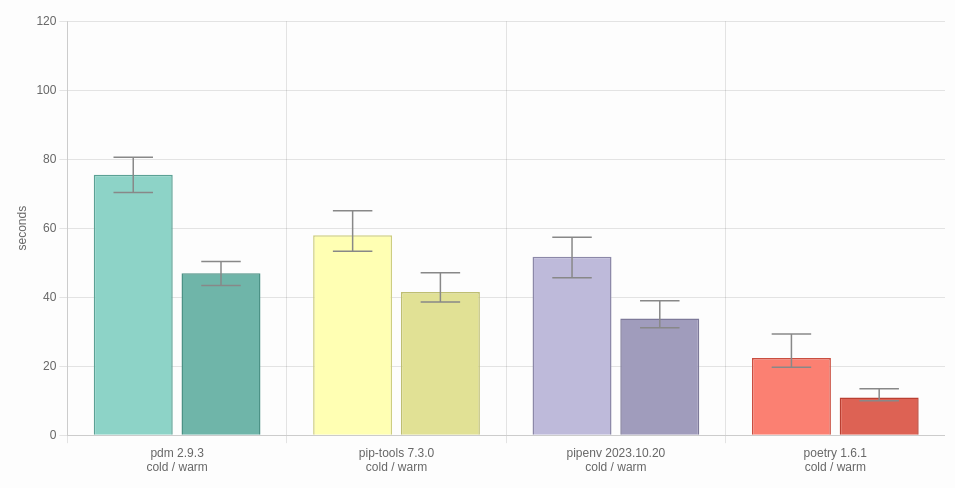 120
100
80
60
40
20
0
seconds
pdm 2.9.3
cold / warm
pip-tools 7.3.0
cold / warm
pipenv 2023.10.20
cold / warm
poetry 1.6.1
cold / warm